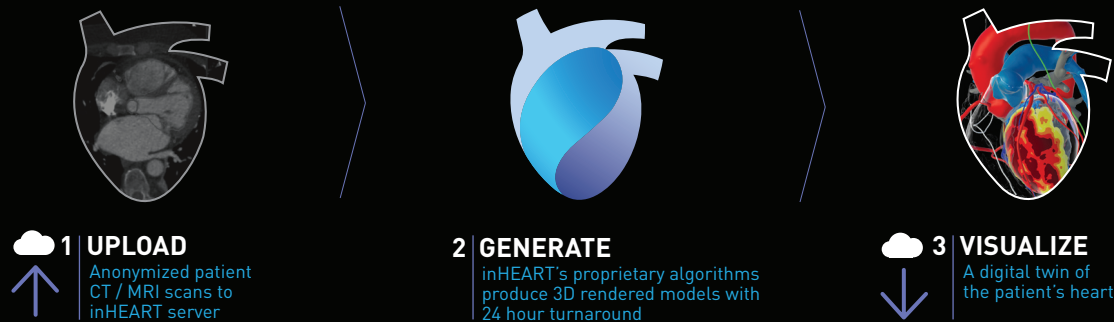 1 UPLOAD
Anonymized patient
CT / MRI scans to
inHEART server
2 GENERATE
inHEART's proprietary algorithms
produce 3D rendered models with
24 hour turnaround
3 VISUALIZE
A digital twin of
the patient's heart